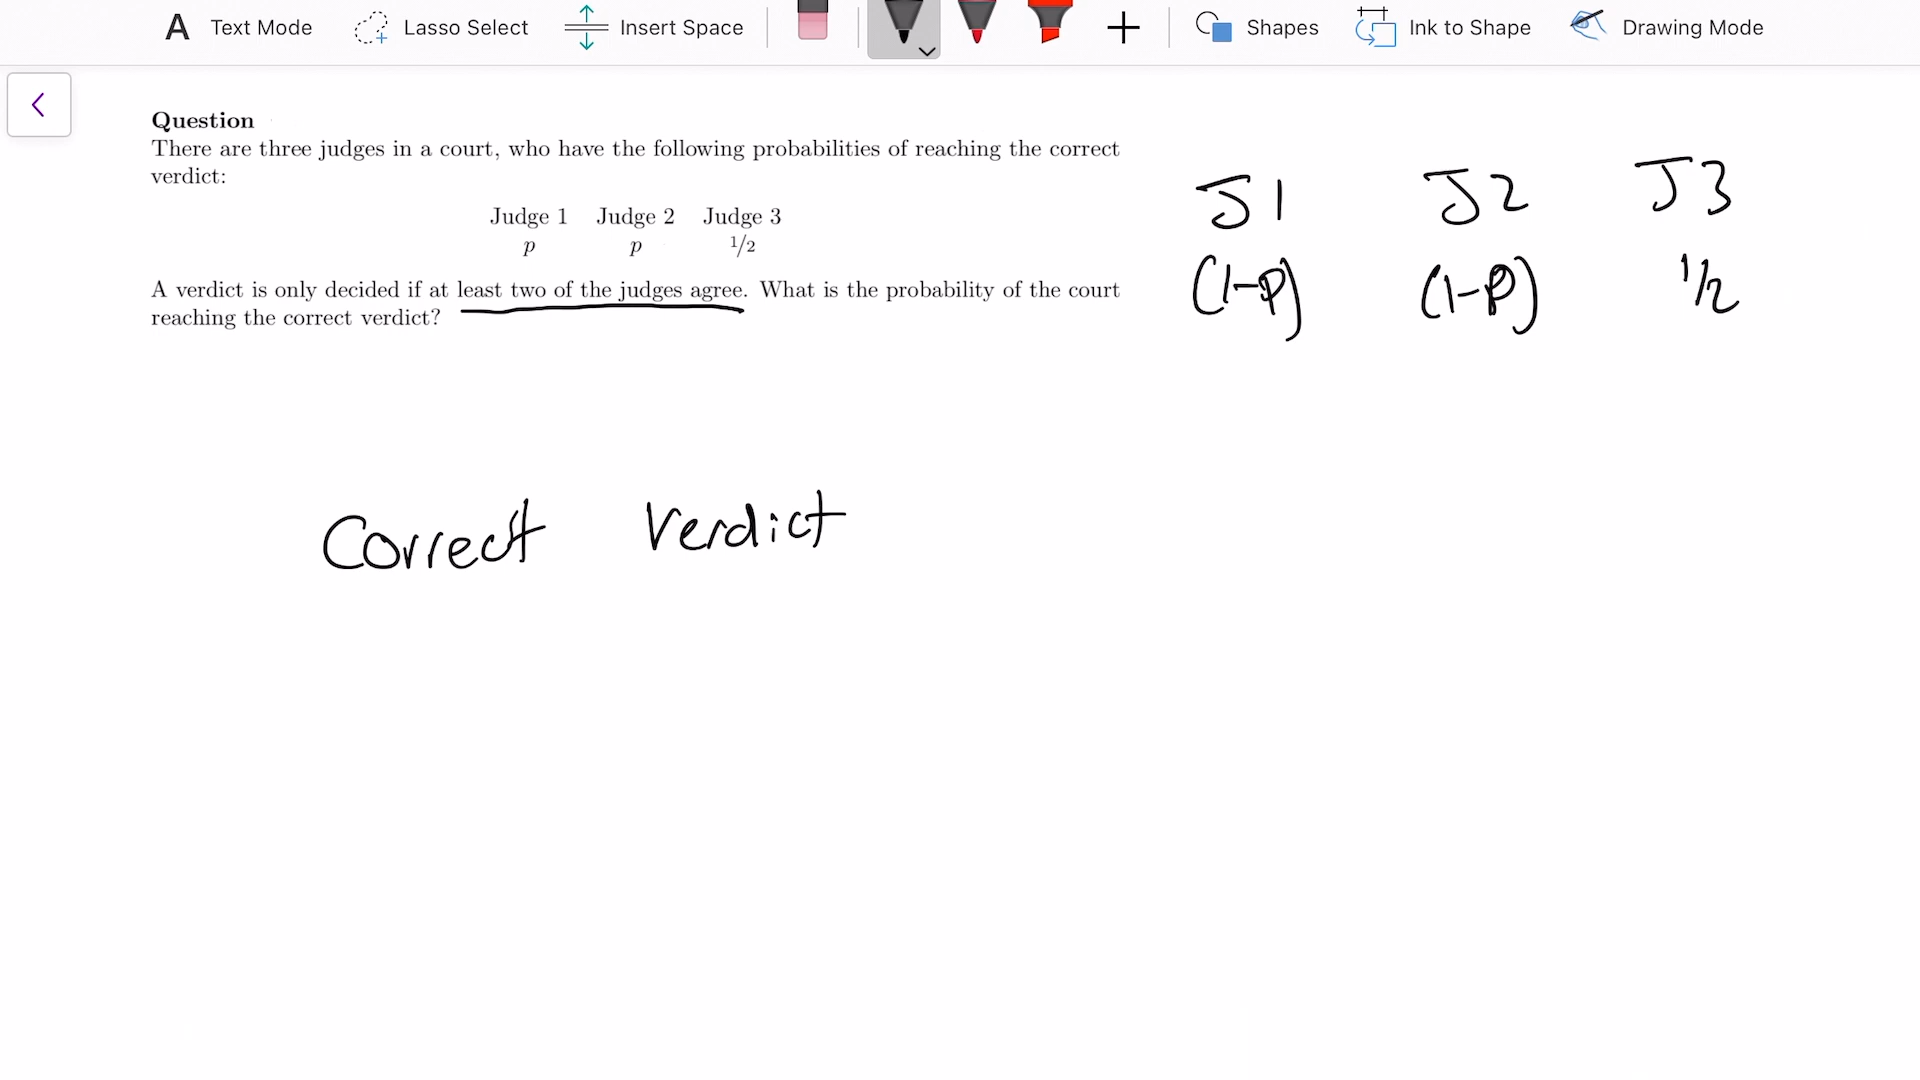 Text Mode Lasso Select Insert Space Shapes Ink to Shape Drawing Mode
Question
There are three judges in a court, who have the following probabilities of reaching the correct
verdict:
Judge 1 Judge 2 Judge 3
p p 1/2
A verdict is only decided if at least two of the judges agree. What is the probability of the court
reaching the correct verdict?
J1 J2 J3
(1-p) (1-p) 1/2
Correct Verdict